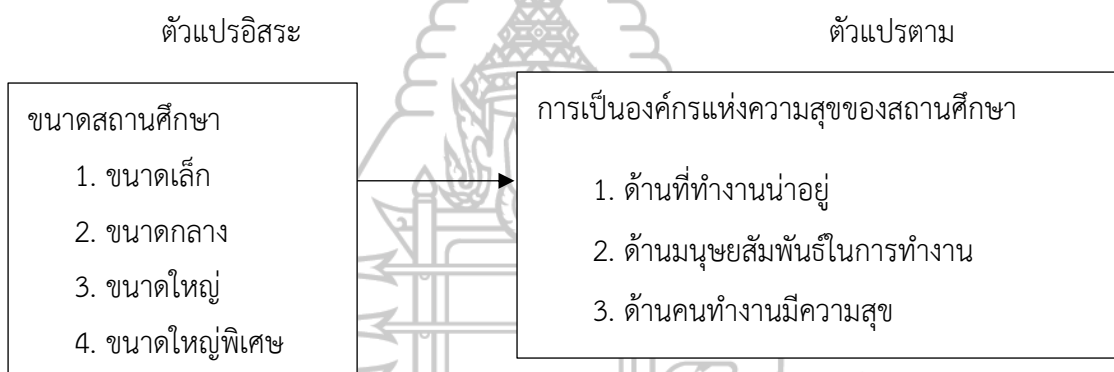 ตัวแปรอิสระ
ตัวแปรตาม
ขนาดสถานศึกษา
1. ขนาดเล็ก
2. ขนาดกลาง
3. ขนาดใหญ่
4. ขนาดใหญ่พิเศษ
การเป็นองค์กรแห่งความสุขของสถานศึกษา
1. ด้านที่ทำงานน่าอยู่
2. ด้านมนุษยสัมพันธ์ในการทำงาน
3. ด้านคนทำงานมีความสุข